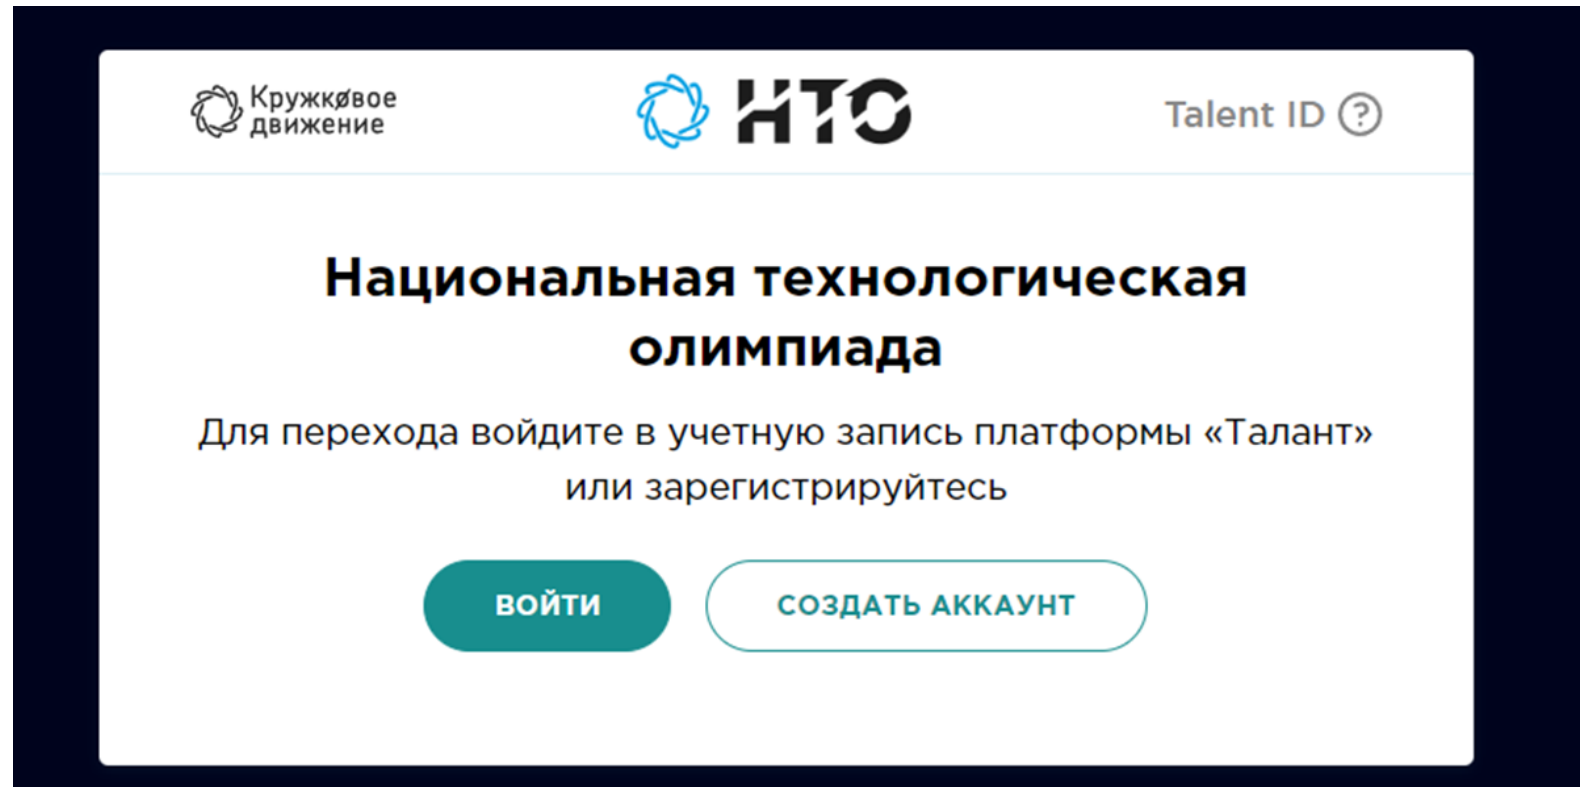 Кружковое
движение
НТО
Talent ID ?
Национальная технологическая
олимпиада
Для перехода войдите в учетную запись платформы «Талант»
или зарегистрируйтесь
ВОЙТИ
СОЗДАТЬ АККАУНТ